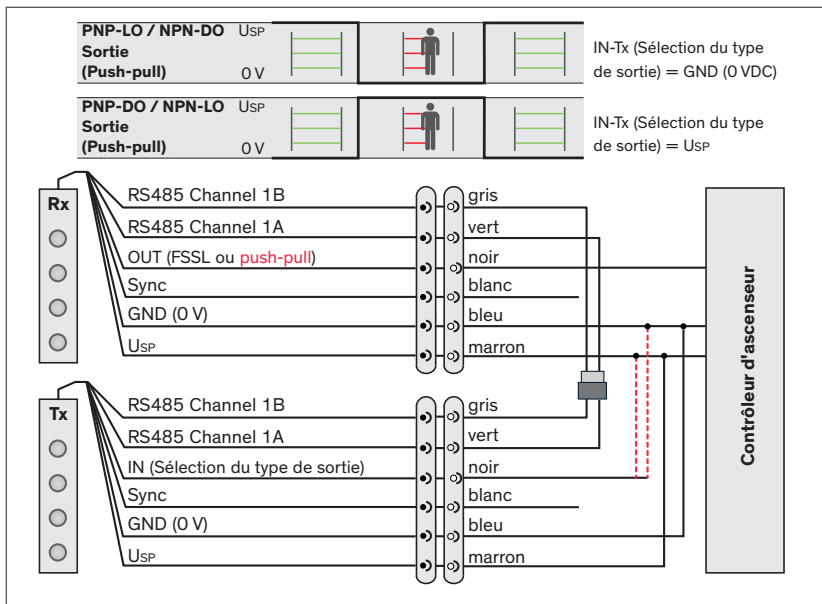 PNP-LO / NPN-DO USP
Sortie
(Push-pull) 0 V
IN-Tx (Sélection du type
de sortie) = GND (0 VDC)
PNP-DO / NPN-LO USP
Sortie
(Push-pull) 0 V
IN-Tx (Sélection du type
de sortie) = USP
Rx
RS485 Channel 1B gris
RS485 Channel 1A vert
OUT (FSSL ou push-pull) noir
Sync blanc
GND (0 V) bleu
USP marron
Tx
RS485 Channel 1B gris
RS485 Channel 1A vert
IN (Sélection du type de sortie) noir
Sync blanc
GND (0 V) bleu
USP marron
Contrôleur d'ascenseur